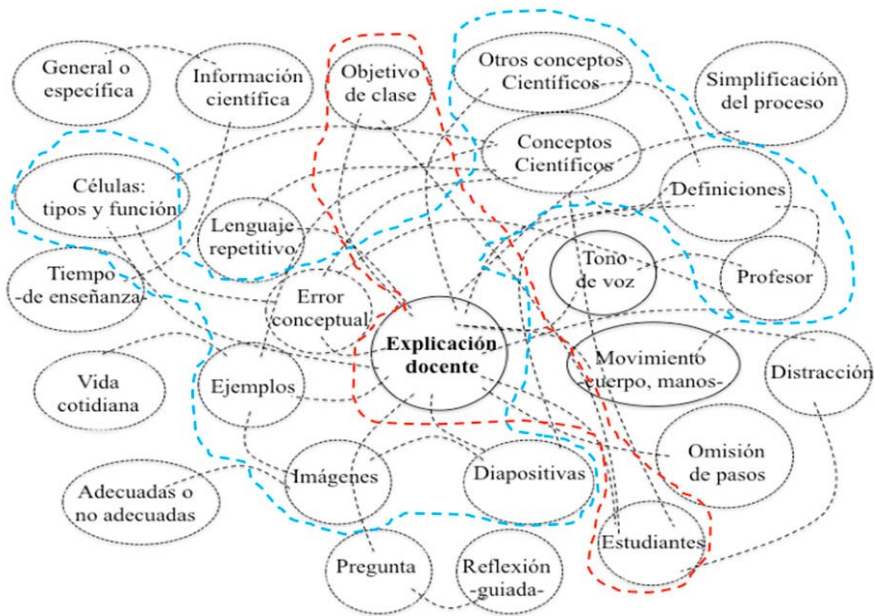 General o
específica
Información
científica
Objetivo
de clase
Otros conceptos
Científicos
Simplificación
del proceso
Conceptos
Científicos
Células:
tipos y función
Definiciones
Lenguaje
repetitivo
Tiempo
-de enseñanza-
Error
conceptual
Tono
de voz
Profesor
Explicación
docente
Vida
cotidiana
Ejemplos
Movimiento
-cuerpo, manos-
Distracción
Adecuadas o
no adecuadas
Imágenes
Diapositivas
Omisión
de pasos
Estudiantes
Pregunta
Reflexión
-guiada-